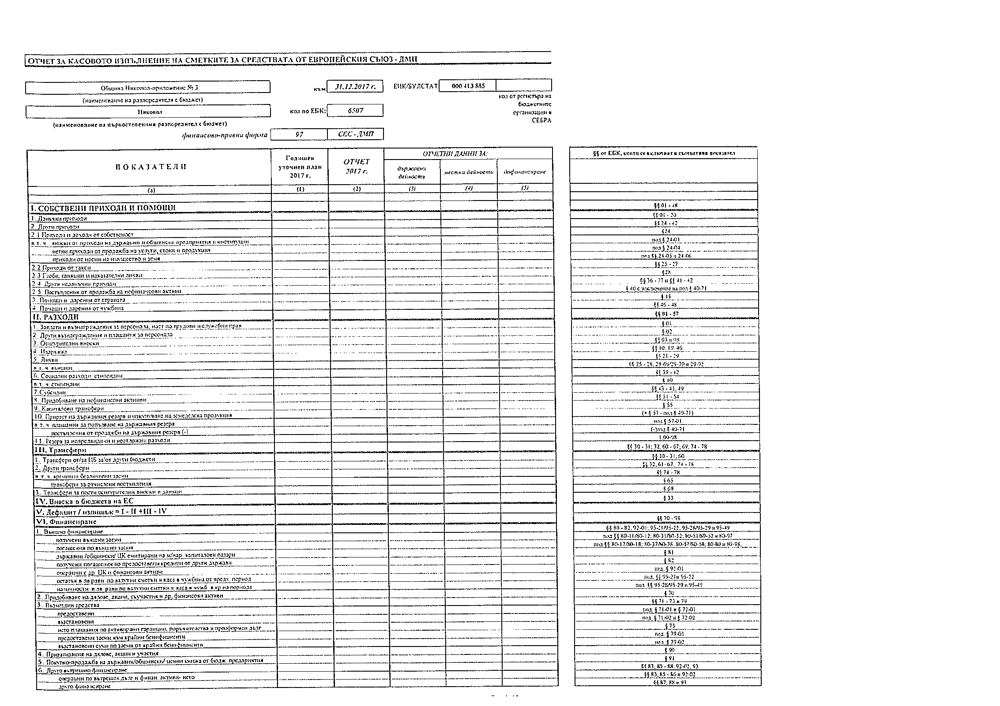 ОТЧЕТ ЗА КАСОВОТО ИЗПЪЛНЕНИЕ НА СМЕТКИТЕ ЗА СРЕДСТВАТА ОТ ЕВРОПЕЙСКИЯ СЪЮЗ - ДМП
Община Никопол-приложение № 3
към 31.12.2017 г. ЕИК/БУЛСТАТ 000 413 885
(наименование на разпоредителя с бюджет)
код от регистъра на
бюджетните
организации в
СЕБРА
Никопол
код по ЕБК: 6507
(наименование на първостепенния разпоредител с бюджет)
финансово-правна форма 97 СЕС - ДМП
П О К А З А Т Е Л И
Годишен
уточнен план
2017 г.
ОТЧЕТ
2017 г.
ОТЧЕТНИ ДАННИ ЗА:
държавни
дейности
местни дейности
дофинансиране
§§ от ЕБК, които се включват в съответния показател
(а) (1) (2) (3) (4) (5)
I. СОБСТВЕНИ ПРИХОДИ И ПОМОЩИ §§ 01 - 48
1. Данъчни приходи §§ 01 - 20
2. Други приходи §§ 24 - 42
2.1 Приходи и доходи от собственост §24
в т. ч. вноски от приходи на държавни и общински предприятия и институции под § 24-01
нетни приходи от продажба на услуги, стоки и продукция под § 24-04
приходи от наеми на имущество и земя под §§ 24-05 и 24-06
2.2 Приходи от такси §§ 25 - 27
2.3 Глоби, санкции и наказателни лихви §28
2.4. Други неданъчни приходи §§ 36 - 37 и §§ 41 - 42
2.5. Постъпления от продажба на нефинансови активи § 40 с изключение на под § 40-71
3. Помощи и дарения от страната § 45
4. Помощи и дарения от чужбина §§ 46 - 48
II. РАЗХОДИ §§ 01 - 57
1. Заплати и възнаграждения за персонала, нает по трудови и служебни прав § 01
2. Други възнаграждения и плащания за персонала § 02
3. Осигурителни вноски §§ 05 и 08
4. Издръжка §§ 10, 19, 46
5. Лихви §§ 21 - 29
в т. ч. външни §§ 25 - 28, 29-69/29-70 и 29-92
6. Социални разходи, стипендии §§ 39 - 42
в т. ч. стипендии § 40
7.Субсидии §§ 43 - 45, 49
8. Придобиване на нефинансови активи §§ 51 - 54
9. Капиталови трансфери § 55
10. Прираст на държавния резерв и изкупуване на земеделска продукция (+ § 57 - под § 40-71)
в т. ч. плащания за попълване на държавния резерв под § 57-01
постъпления от продажби на държавния резерв (-) (-)под § 40-71
11. Резерв за непредвидени и неотложни разходи § 00-98
III. Трансфери §§ 30 - 31; 32, 60 - 67; 69; 74 - 78
1. Трансфери от/за ЦБ за/от други бюджети §§ 30 - 31; 60
2. Други трансфери §§ 32, 61- 67, 74 - 78
в т. ч. временни безлихвени заеми §§ 74 - 78
трансфери за отчислени постъпления § 65
3. Трансфери за поети осигурителни вноски и данъци § 69
IV. Вноска в бюджета на ЕС § 33
V. Дефицит / излишък = I - II +III - IV
VI. Финансиране §§ 70 - 98
1. Външно финансиране §§ 80 - 82, 92-01; 95-21/95-22; 95-28/95-29 и 95-49
получени външни заеми под §§ 80-11/80-12; 80-31/80-32; 80-51/80-52 и 80-97
погашения по външни заеми под §§ 80-17/80-18; 80-37/80-38, 80-57/80-58; 80-80 и 80-98.
държавни /общински/ ЦК емитирани на м/нар. капиталови пазари § 81
получени погашения по предоставени кредити от други държави § 82
операции с др. ЦК и финансови активи под. § 92-01
остатък в лв.равн. по валутни сметки и каса в чужбина от предх. период под. §§ 95-21и 95-22
наличности в лв. равн по валутни сметки и каса в чужб. в кр на периода под. §§ 95-28/95-29 и 95-49
2. Придобиване на дялове, акции, съучастия и др, финансови активи § 70
3. Възмездни средства §§ 71 - 73 и 79
предоставени под. § 71-01 и § 72-01
възстановени под. § 71-02 и § 72-02
нето плащания по активирани гаранции, поръчителства и преоформен дълг § 73
предоставени заеми към крайни бенифициенти под. § 79-01
възстановени суми по заеми от крайни бенифициенти под. § 79-02
4. Приватизация на дялове, акции и участия § 90
5. Покупко-продажба на държавни/общински/ ценни книжа от бюдж. предприятия § 91
6. Друго вътрешно финансиране §§ 83; 85 - 88, 92-02, 93
операции по вътрешен дълг и финан. активи- нето §§ 83; 85 - 86 и 92-02
друго финансиране §§ 87; 88 и 93